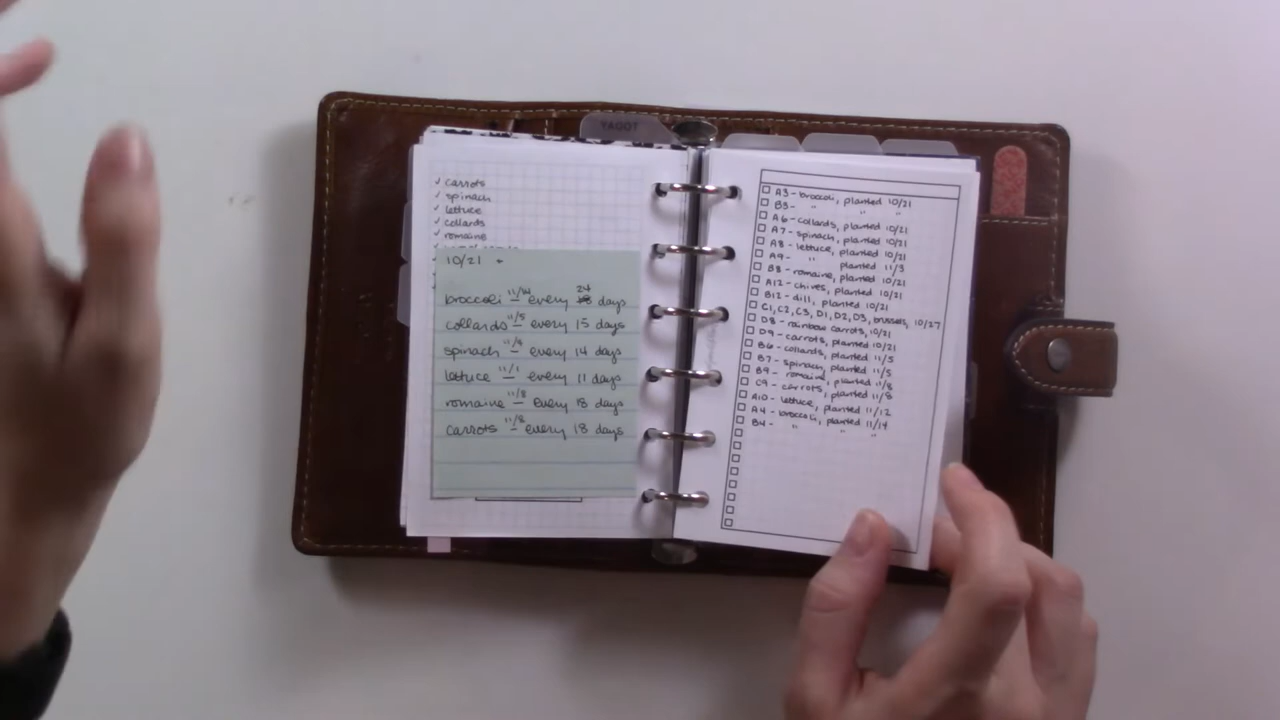 TODAY
✓ carrots
✓ spinach
✓ lettuce
✓ collards
✓ romaine
10/21 -
broccoli 11/14 every 24 days
collards 11/5 every 15 days
spinach 11/4 every 14 days
lettuce 11/1 every 11 days
romaine 11/8 every 18 days
carrots 11/8 every 18 days
A3 - broccoli, planted 10/21
B3 - " " "
A6 - collards, planted 10/21
A7 - spinach, planted 10/21
A8 - lettuce, planted 10/21
A9 - " planted 11/3
B8 - romaine, planted 10/21
A12 - chives, planted 10/21
B12 - dill, planted 10/21
C1, C2, C3, D1, D2, D3, brussels, 10/27
D8 - rainbow carrots, 10/21
D9 - carrots, planted 10/21
B6 - collards, planted 11/5
B7 - spinach, planted 11/5
B9 - romaine, planted 11/8
C9 - carrots, planted 11/8
A10 - lettuce, planted 11/12
A4 - broccoli, planted 11/14
B4 - " " "